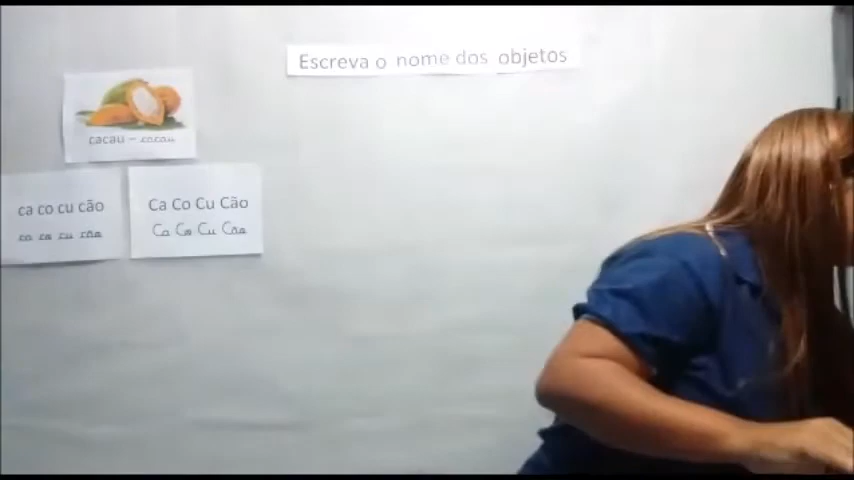 Escreva o nome dos objetos
cacau – cacau
ca co cu cão
ca co cu cão
Ca Co Cu Cão
Ca Co Cu Cão